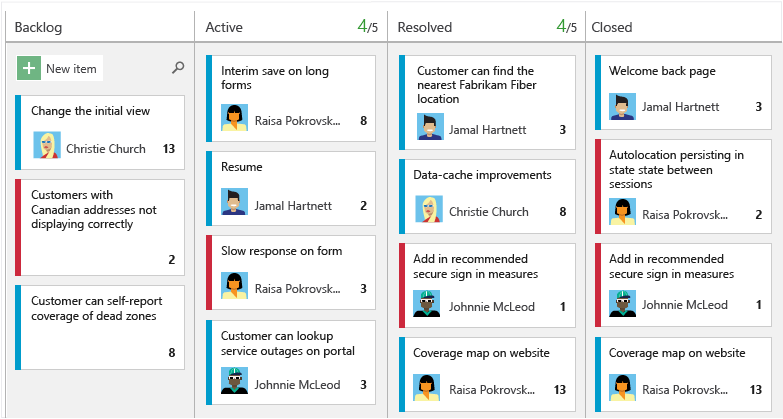 Backlog
New item
Change the initial view
Christie Church 13
Customers with
Canadian addresses not
displaying correctly
2
Customer can self-report
coverage of dead zones
8
Active 4/5
Interim save on long
forms
Raisa Pokrovsk... 8
Resume
Jamal Hartnett 2
Slow response on form
Raisa Pokrovsk... 3
Customer can lookup
service outages on portal
Johnnie McLeod 3
Resolved 4/5
Customer can find the
nearest Fabrikam Fiber
location
Jamal Hartnett 3
Data-cache improvements
Christie Church 8
Add in recommended
secure sign in measures
Johnnie McLeod 1
Coverage map on website
Raisa Pokrovsk... 13
Closed
Welcome back page
Jamal Hartnett 3
Autolocation persisting in
state state between
sessions
Raisa Pokrovsk... 2
Add in recommended
secure sign in measures
Johnnie McLeod 1
Coverage map on website
Raisa Pokrovsk... 13